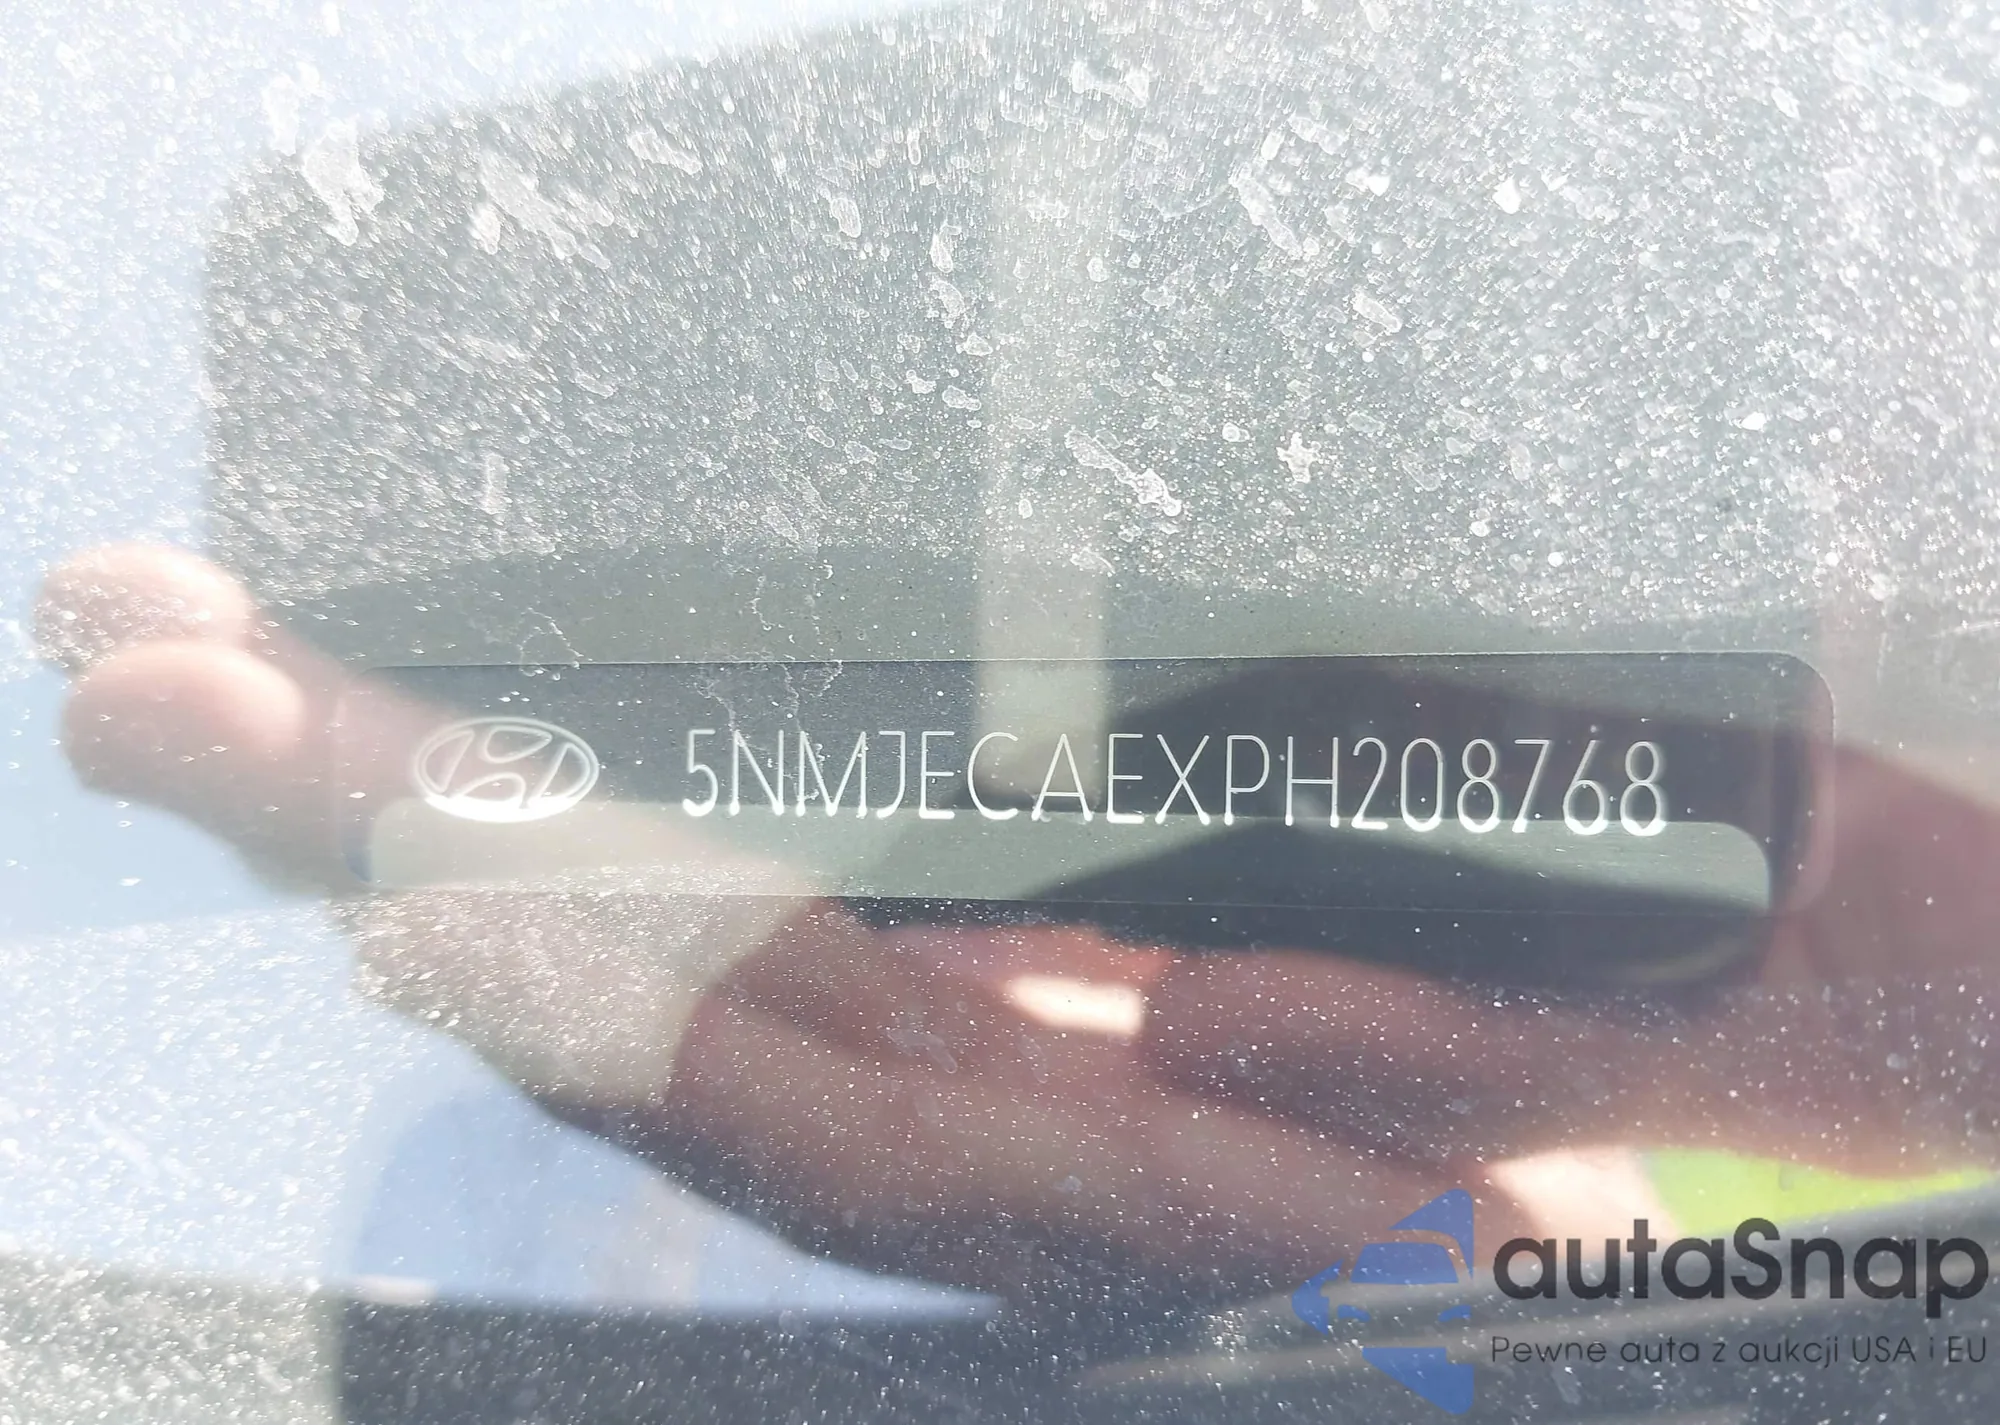 5NMJECAEXPH208768
autaSnap
Pewne auta z aukcji USA i EU